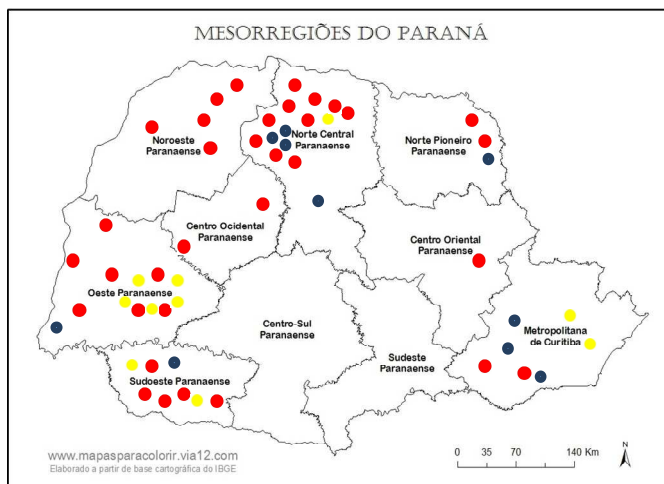 MESORREGIÕES DO PARANÁ
Noroeste
Paranaense
Norte Central
Paranaense
Norte Pioneiro
Paranaense
Centro Ocidental
Paranaense
Centro Oriental
Paranaense
Oeste Paranaense
Centro-Sul
Paranaense
Metropolitana
de Curitiba
Sudeste
Paranaense
Sudoeste Paranaense
www.mapasparacolorir.via12.com
Elaborado a partir de base cartográfica do IBGE
0 35 70 140 Km
N